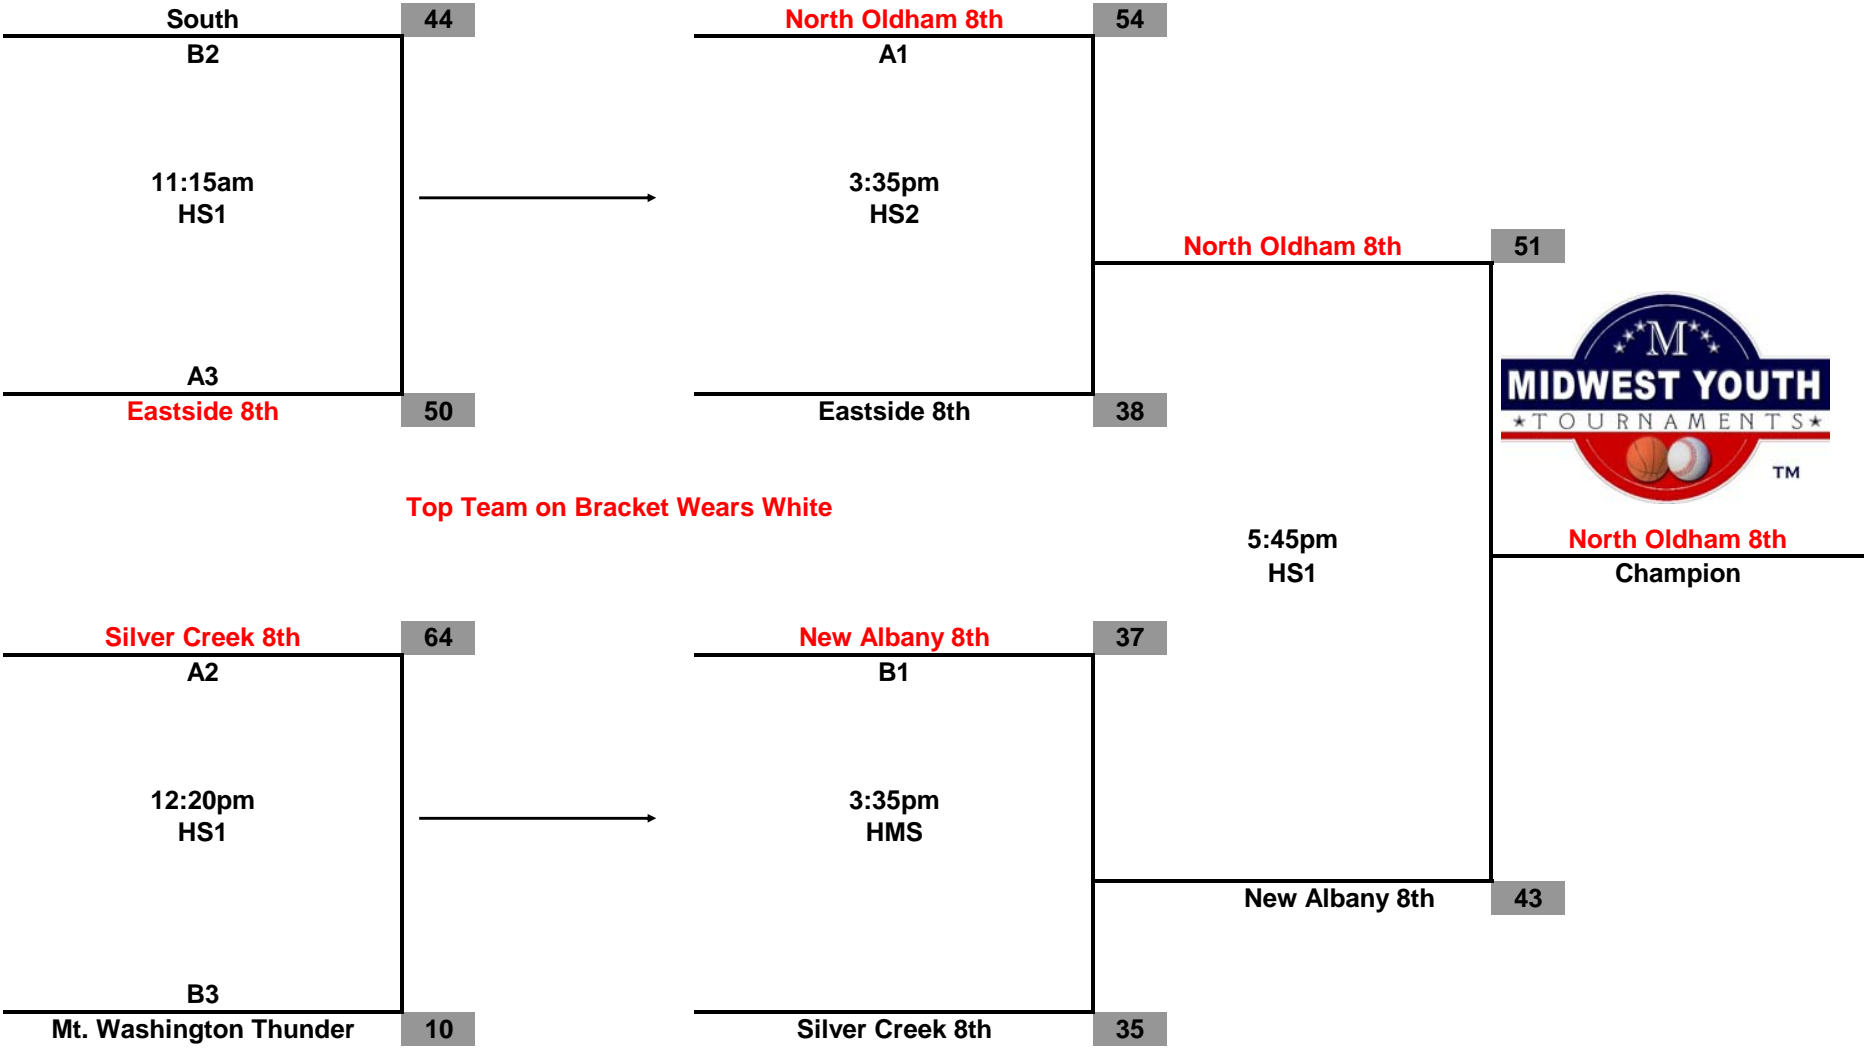 South 44 North Oldham 8th 54
B2 A1
11:15am 3:35pm
HS1 HS2
North Oldham 8th 51
M
A3
MIDWEST YOUTH
Eastside 8th 50 Eastside 8th 38
TOURNAMENTS
TM
Top Team on Bracket Wears White
5:45pm North Oldham 8th
HS1 Champion
Silver Creek 8th 64 New Albany 8th 37
A2 B1
12:20pm 3:35pm
HS1 HMS
New Albany 8th 43
B3
Mt. Washington Thunder 10 Silver Creek 8th 35